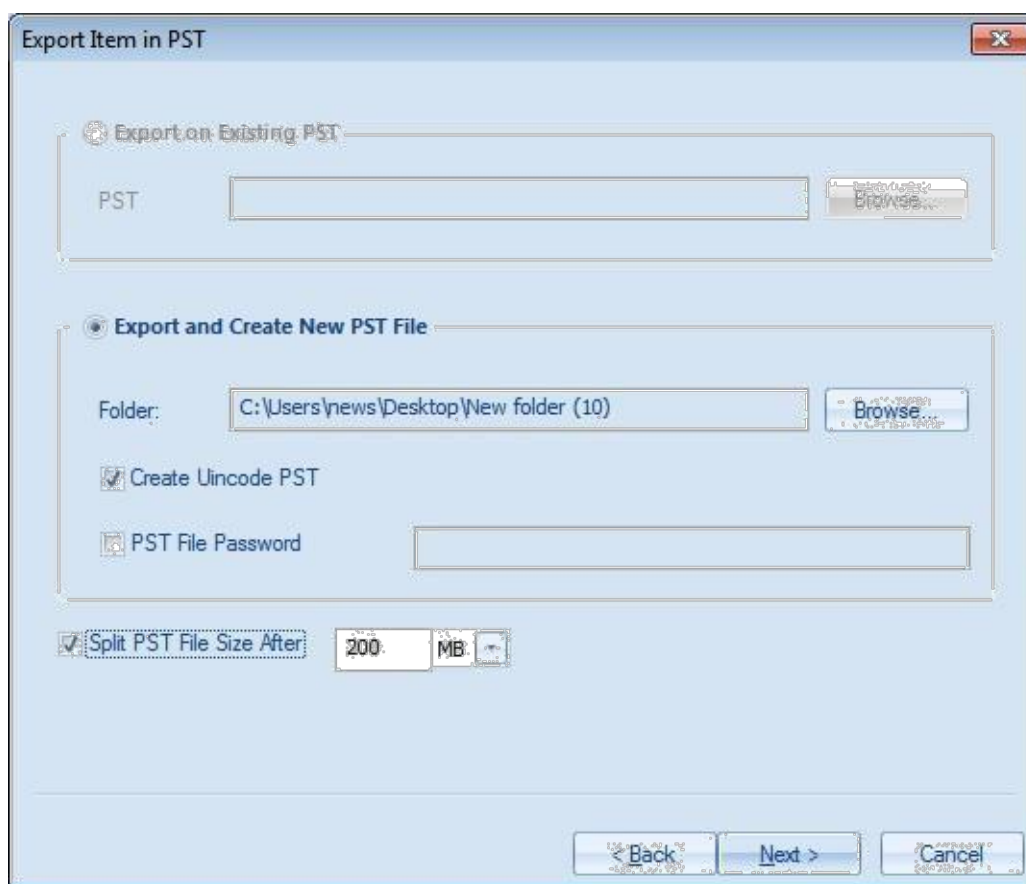 Export Item in PST
Export on Existing PST
PST
Browse...
Export and Create New PST File
Folder:
C:\Users\news\Desktop\New folder (10)
Browse...
Create Uincode PST
PST File Password
Split PST File Size After
200
MB
< Back
Next >
Cancel